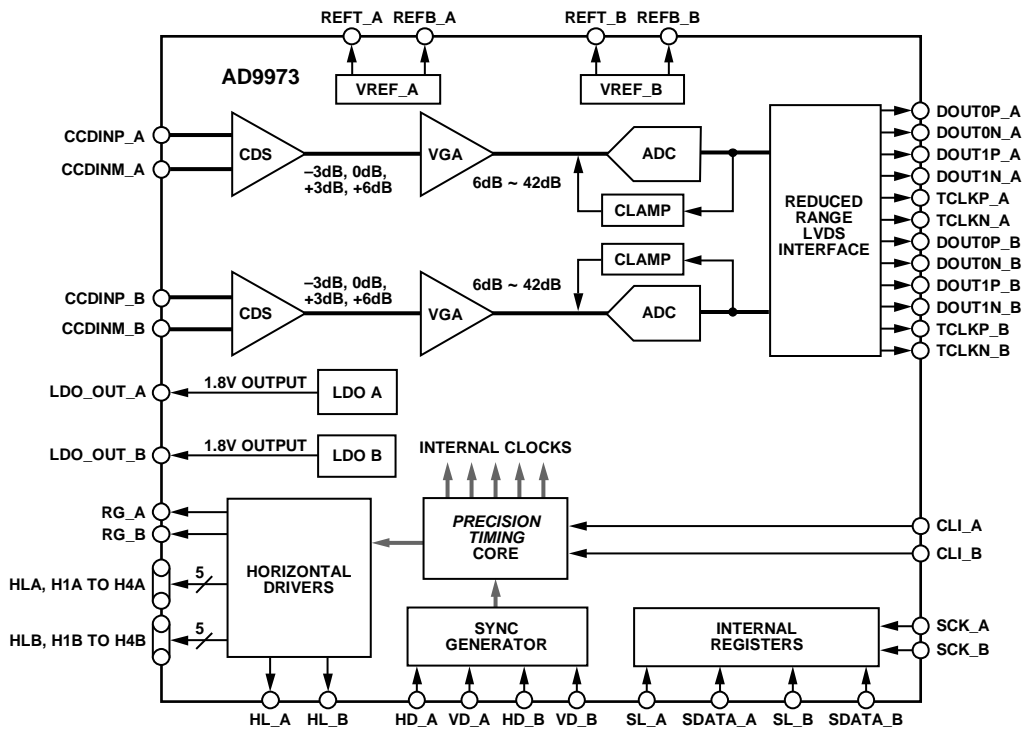 REFT_A REFB_A REFT_B REFB_B
AD9973
VREF_A VREF_B
CCDINP_A
CCDINM_A
CDS
–3dB, 0dB,
+3dB, +6dB
VGA
6dB ~ 42dB
ADC
CLAMP
CLAMP
CCDINP_B
CCDINM_B
CDS
–3dB, 0dB,
+3dB, +6dB
VGA
6dB ~ 42dB
ADC
REDUCED
RANGE
LVDS
INTERFACE
DOUT0P_A
DOUT0N_A
DOUT1P_A
DOUT1N_A
TCLKP_A
TCLKN_A
DOUT0P_B
DOUT0N_B
DOUT1P_B
DOUT1N_B
TCLKP_B
TCLKN_B
LDO_OUT_A
1.8V OUTPUT
LDO A
LDO_OUT_B
1.8V OUTPUT
LDO B
INTERNAL CLOCKS
RG_A
RG_B
HLA, H1A TO H4A
5
HLB, H1B TO H4B
5
HORIZONTAL
DRIVERS
PRECISION
TIMING
CORE
CLI_A
CLI_B
SYNC
GENERATOR
INTERNAL
REGISTERS
SCK_A
SCK_B
HL_A HL_B HD_A VD_A HD_B VD_B SL_A SDATA_A SL_B SDATA_B